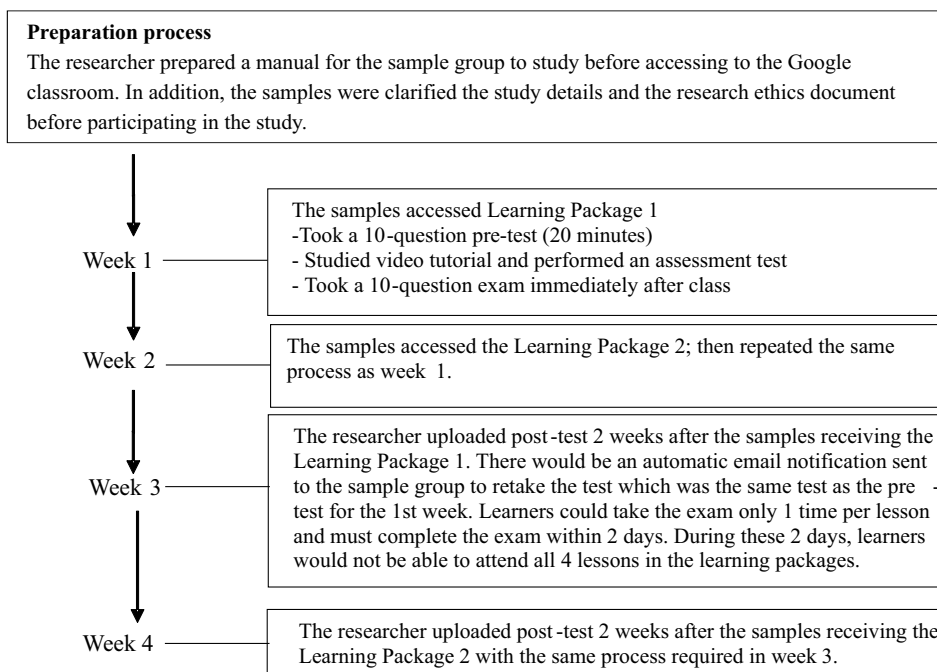 Preparation process
The researcher prepared a manual for the sample group to study before accessing to the Google
classroom. In addition, the samples were clarified the study details and the research ethics document
before participating in the study.
Week 1
The samples accessed Learning Package 1
-Took a 10-question pre-test (20 minutes)
- Studied video tutorial and performed an assessment test
- Took a 10-question exam immediately after class
Week 2
The samples accessed the Learning Package 2; then repeated the same
process as week 1.
Week 3
The researcher uploaded post-test 2 weeks after the samples receiving the
Learning Package 1. There would be an automatic email notification sent
to the sample group to retake the test which was the same test as the pre -
test for the 1st week. Learners could take the exam only 1 time per lesson
and must complete the exam within 2 days. During these 2 days, learners
would not be able to attend all 4 lessons in the learning packages.
Week 4
The researcher uploaded post-test 2 weeks after the samples receiving the
Learning Package 2 with the same process required in week 3.